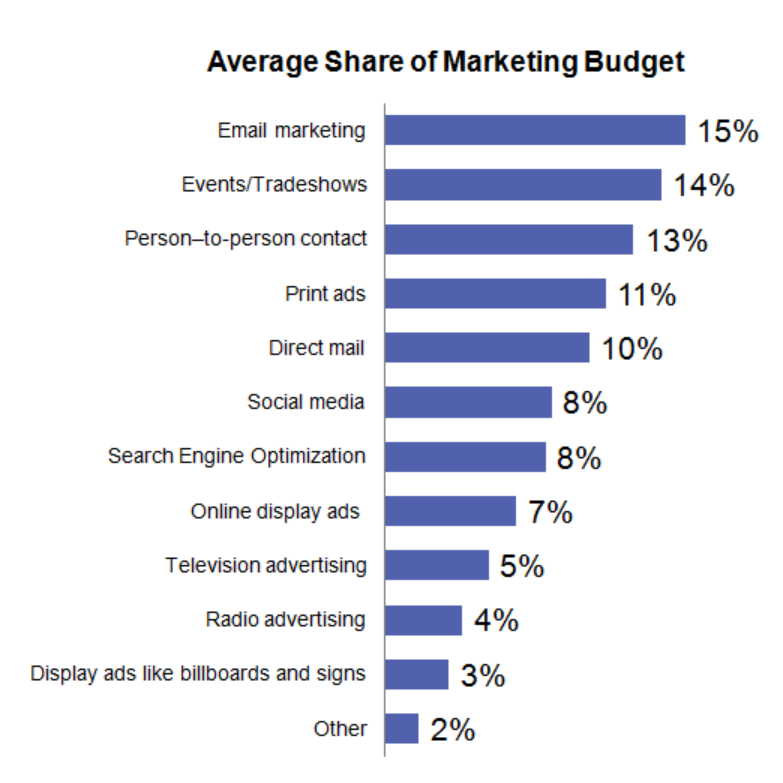 Average Share of Marketing Budget
Email marketing 15%
Events/Tradeshows 14%
Person–to-person contact 13%
Print ads 11%
Direct mail 10%
Social media 8%
Search Engine Optimization 8%
Online display ads 7%
Television advertising 5%
Radio advertising 4%
Display ads like billboards and signs 3%
Other 2%